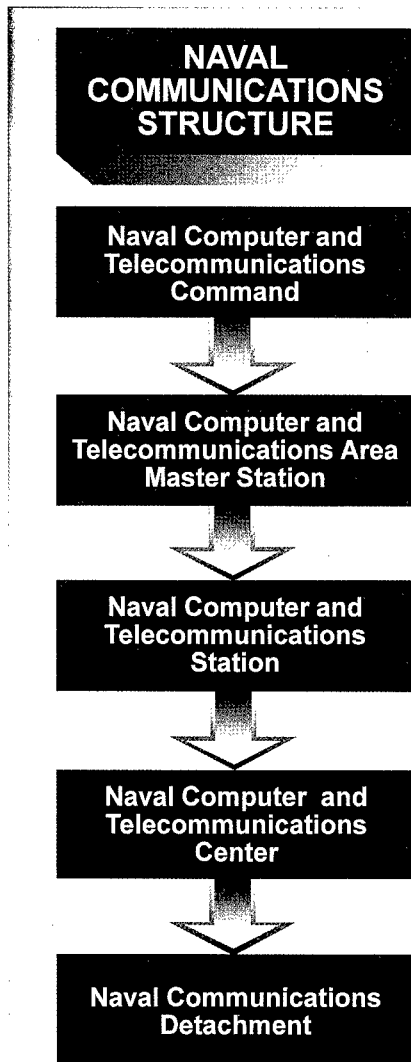 NAVAL
COMMUNICATIONS
STRUCTURE
Naval Computer and
Telecommunications
Command
Naval Computer and
Telecommunications Area
Master Station
Naval Computer and
Telecommunications
Station
Naval Computer and
Telecommunications
Center
Naval Communications
Detachment